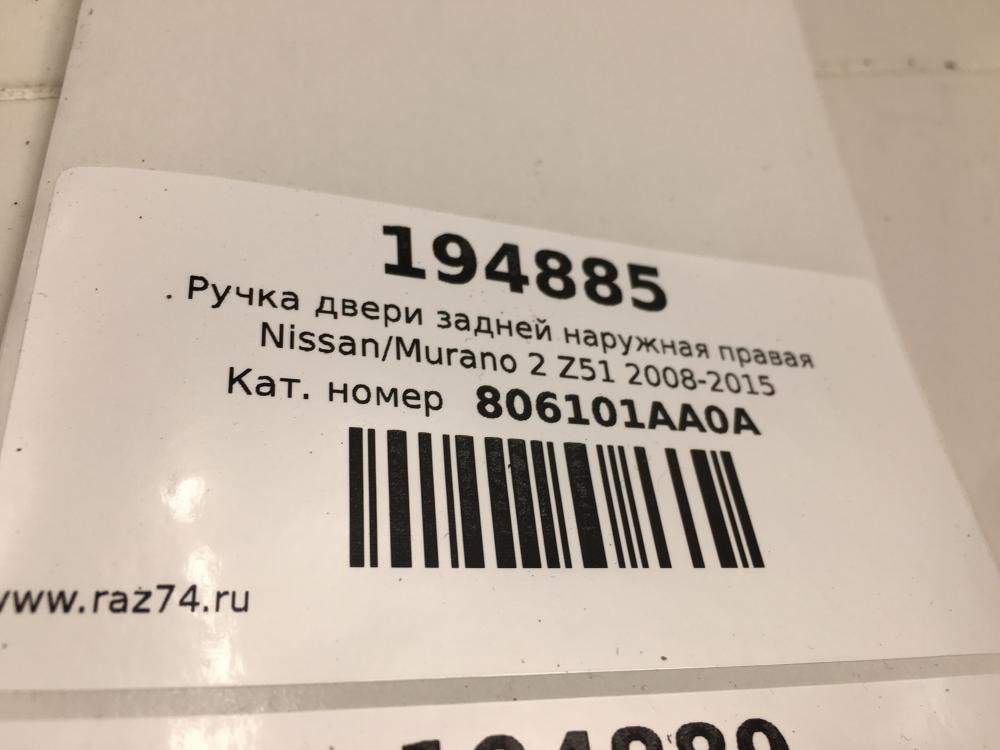 194885
. Ручка двери задней наружная правая
Nissan/Murano 2 Z51 2008-2015
Кат. номер 806101AA0A
www.raz74.ru